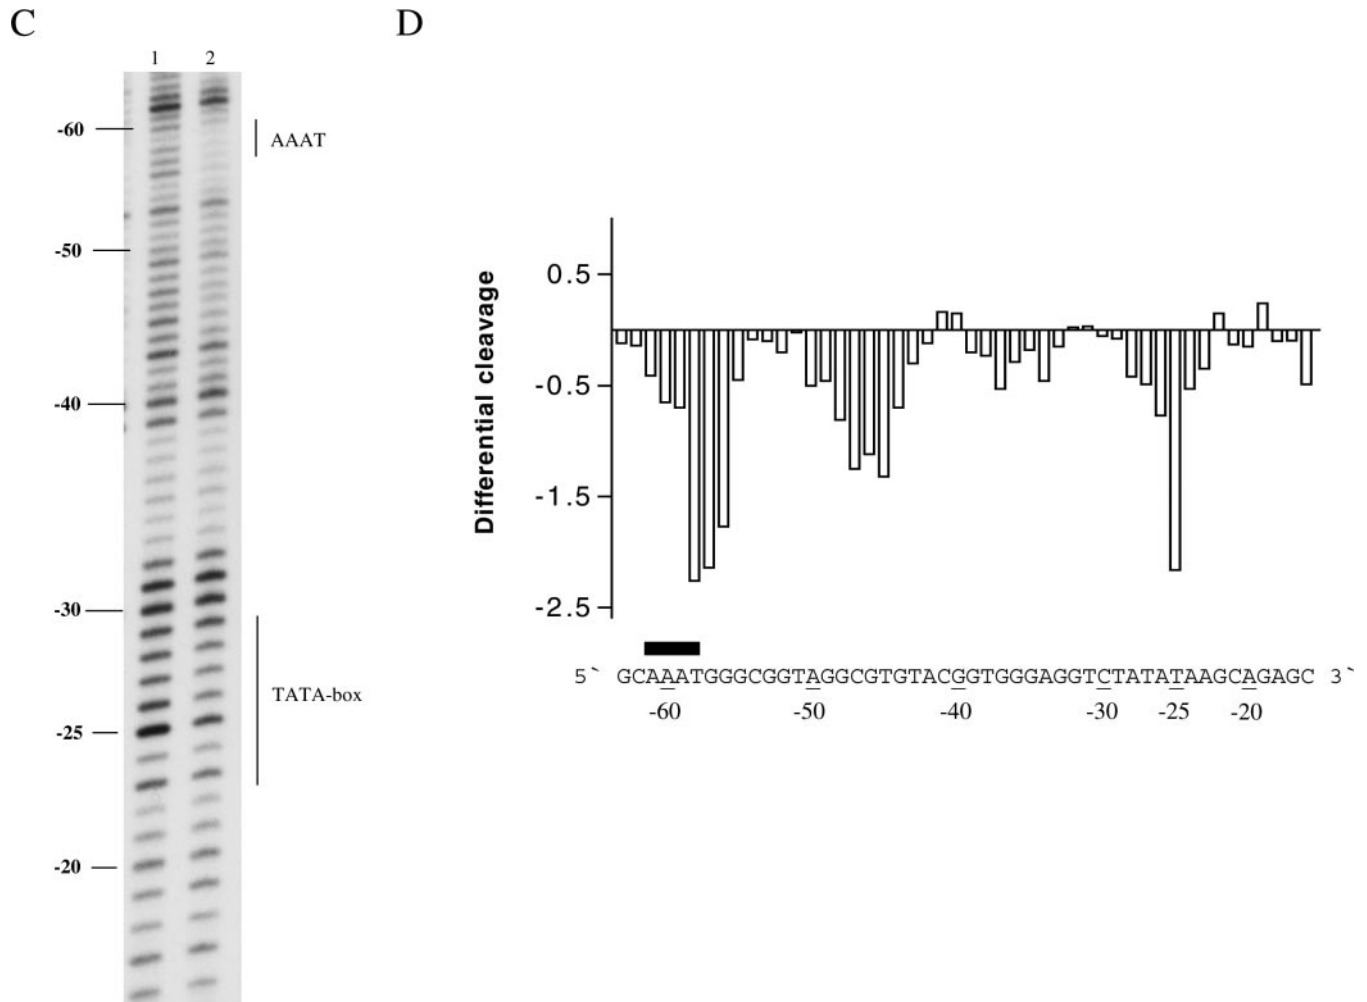 C
D
1 2
-60
AAAT
-50
-40
-30
TATA-box
-25
-20
Differential cleavage
0.5
-0.5
-1.5
-2.5
5` GCAAATGGGCGGTAGGCGTGTACGGTGGGAGGTCTATATAAGCAGAGC 3`
-60 -50 -40 -30 -25 -20